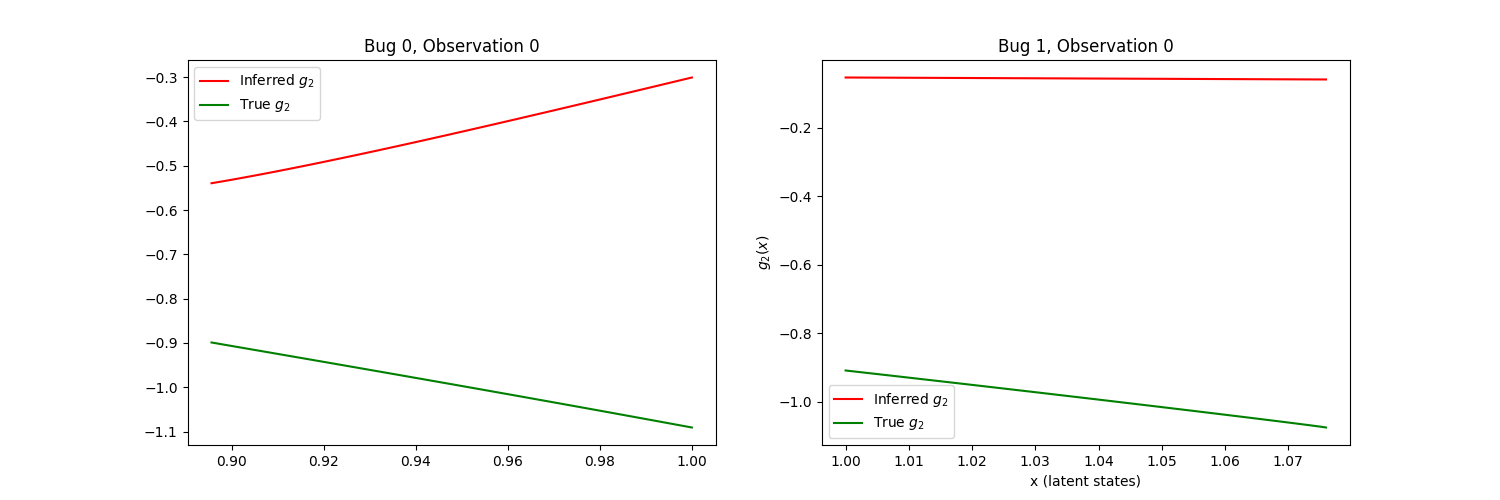 Bug 0, Observation 0
Inferred g₂
True g₂
−0.3
−0.4
−0.5
−0.6
−0.7
−0.8
−0.9
−1.0
−1.1
0.90 0.92 0.94 0.96 0.98 1.00
Bug 1, Observation 0
g₂(x)
−0.2
−0.4
−0.6
−0.8
−1.0
Inferred g₂
True g₂
1.00 1.01 1.02 1.03 1.04 1.05 1.06 1.07
x (latent states)